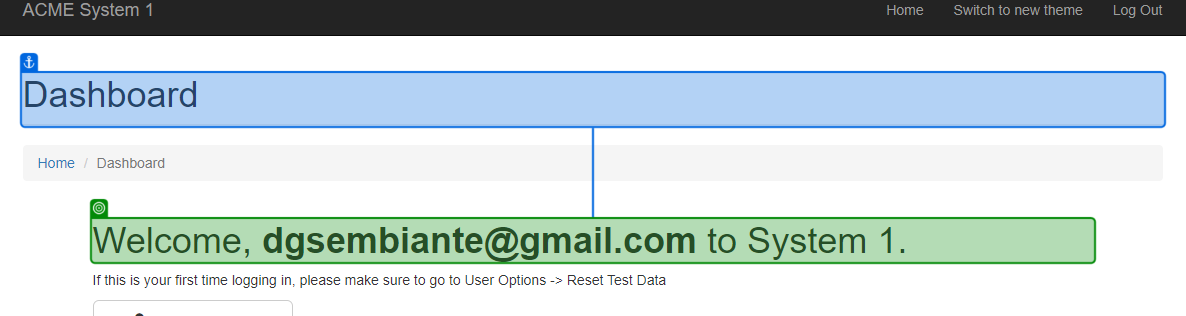 ACME System 1 Home Switch to new theme Log Out
Dashboard
Home / Dashboard
Welcome, dgsembiante@gmail.com to System 1.
If this is your first time logging in, please make sure to go to User Options -> Reset Test Data